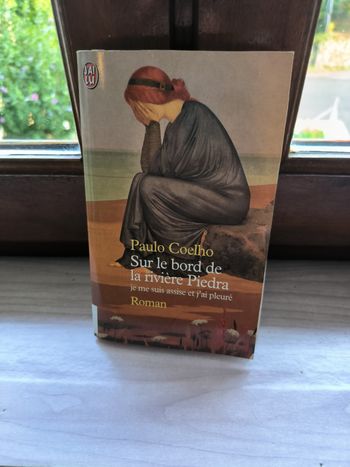 J'AI
LU
Paulo Coelho
Sur le bord de
la rivière Piedra
je me suis assise et j'ai pleuré
Roman